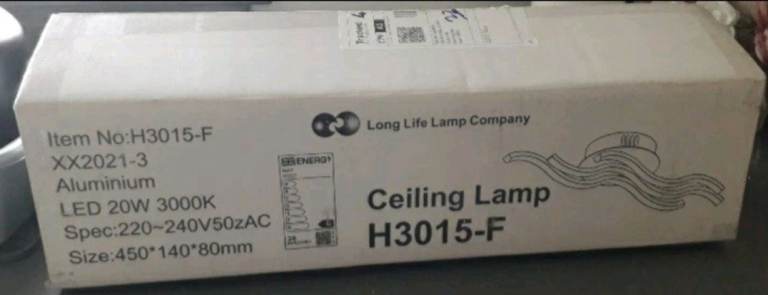 Item No:H3015-F
XX2021-3
Aluminium
LED 20W 3000K
Spec:220~240V50zAC
Size:450*140*80mm
ENERGY
Long Life Lamp Company
Ceiling Lamp
H3015-F